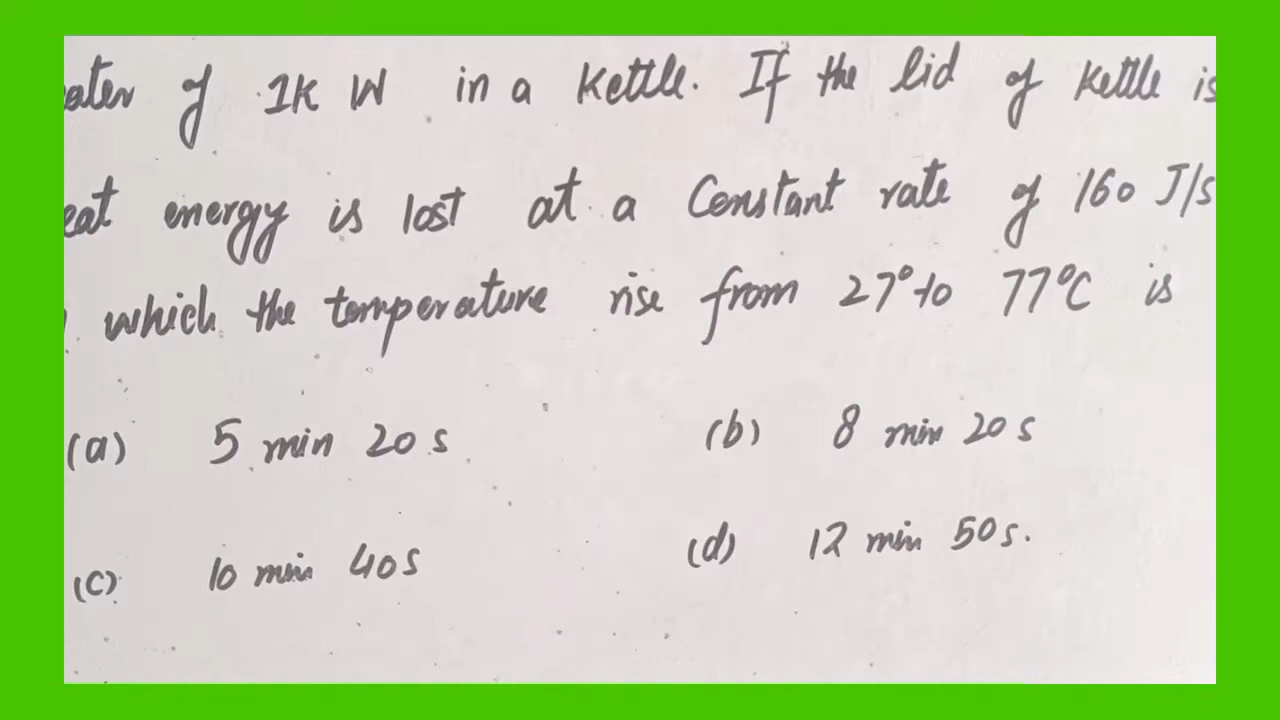 ater of 1K W in a kettle. If the lid of kettle is
eat energy is lost at a Constant rate of 160 J/s
which the temperature rise from 27° to 77°C is
(a) 5 min 20 s (b) 8 min 20 s
(c) 10 min 40s (d) 12 min 50s.